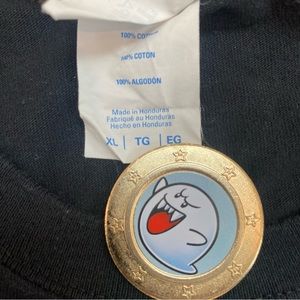 100% COTTON
100% COTON
100% ALGODÓN
Made in Honduras
Fabriqué au Honduras
Hecho en Honduras
XL | TG | EG